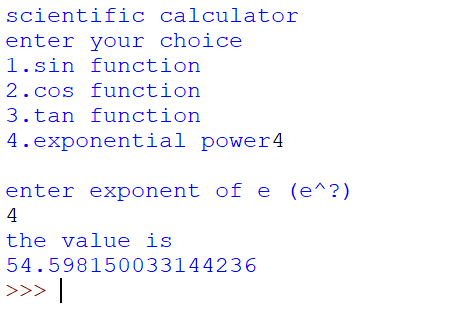 scientific calculator
enter your choice
1.sin function
2.cos function
3.tan function
4.exponential power4
enter exponent of e (e^?)
4
the value is
54.598150033144236
>>>